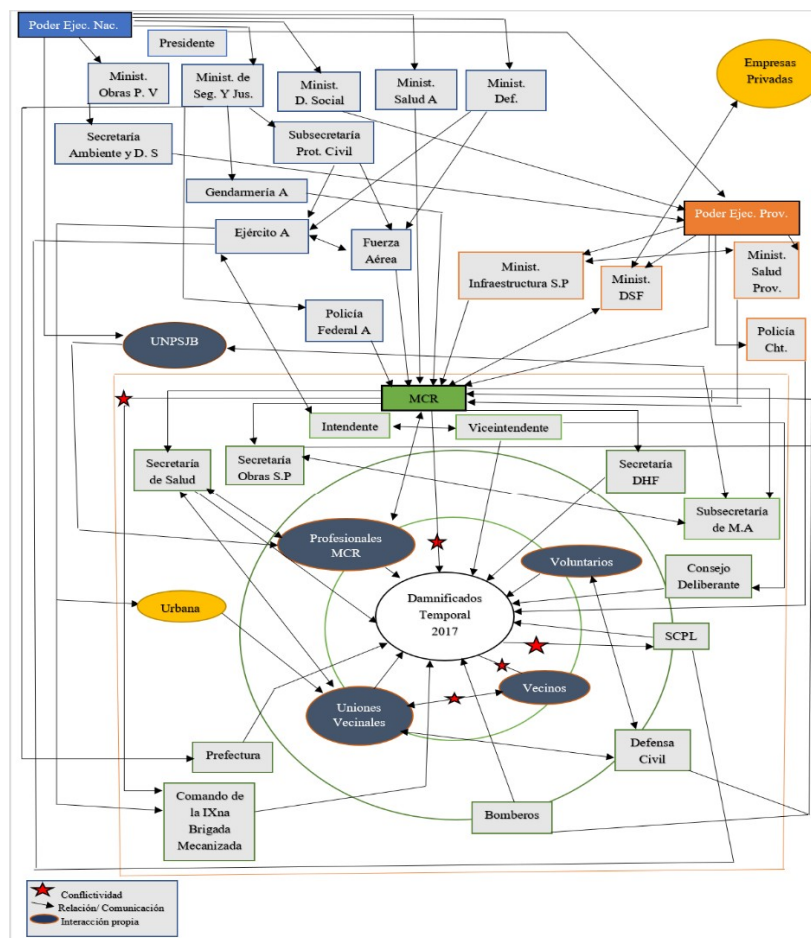 Poder Ejec. Nac.
Presidente
Empresas
Privadas
Minist.
Obras P. V
Minist. de
Seg. Y Jus.
Minist.
D. Social
Minist.
Salud A
Minist.
Def.
Secretaría
Ambiente y D. S
Subsecretaría
Prot. Civil
Gendarmería A
Poder Ejec. Prov.
Ejército A
Fuerza
Aérea
Minist.
Infraestructura S.P
Minist.
DSF
Minist.
Salud
Prov.
Policía
Federal A
Policía
Cht.
UNPSJB
MCR
Intendente
Viceintendente
Secretaría
de Salud
Secretaría
Obras S.P
Secretaría
DHF
Subsecretaría
de M.A
Profesionales
MCR
Voluntarios
Consejo
Deliberante
Damnificados
Temporal
2017
Urbana
SCPL
Vecinos
Uniones
Vecinales
Prefectura
Defensa
Civil
Comando de
la IXna
Brigada
Mecanizada
Bomberos
Conflictividad
Relación/ Comunicación
Interacción propia